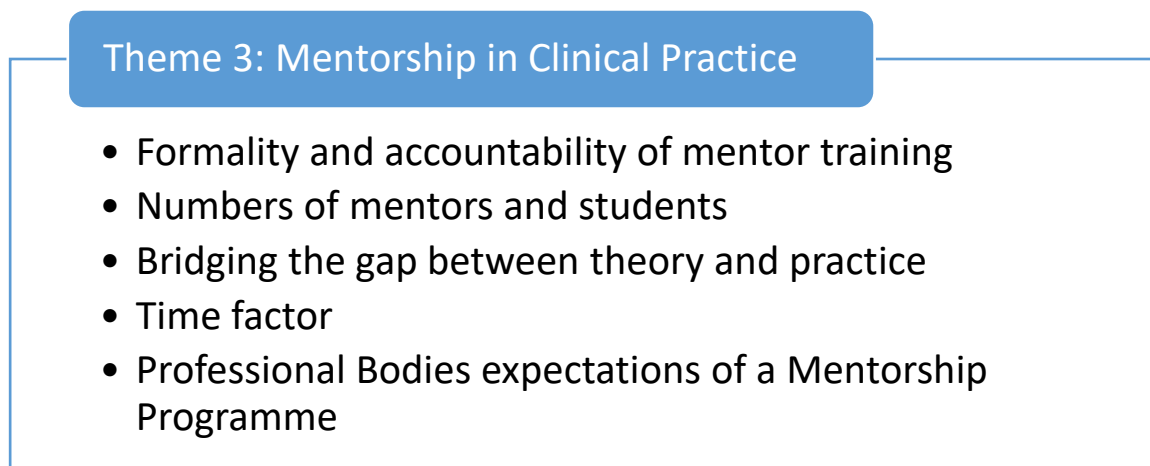 Theme 3: Mentorship in Clinical Practice
• Formality and accountability of mentor training
• Numbers of mentors and students
• Bridging the gap between theory and practice
• Time factor
• Professional Bodies expectations of a Mentorship
Programme